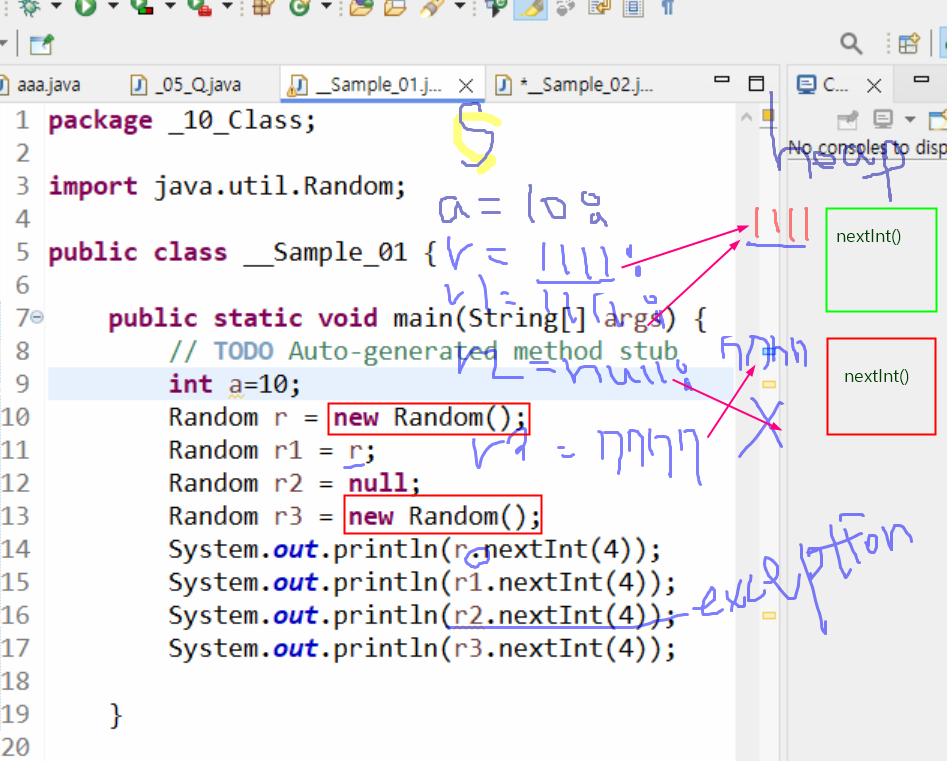 aaa.java _05_Q.java __Sample_01.j... *__Sample_02.j... C...
No consoles to disp
1 package _10_Class;
2
3 import java.util.Random;
4
5 public class __Sample_01 {
6
7 public static void main(String[] args) {
8 // TODO Auto-generated method stub
9 int a=10;
10 Random r = new Random();
11 Random r1 = r;
12 Random r2 = null;
13 Random r3 = new Random();
14 System.out.println(r.nextInt(4));
15 System.out.println(r1.nextInt(4));
16 System.out.println(r2.nextInt(4));
17 System.out.println(r3.nextInt(4));
18
19 }
20
S
heap
a = 10;
r = 1111;
r1 = 1111;
r2 = null;
1111
nextInt()
7777
nextInt()
X
exception